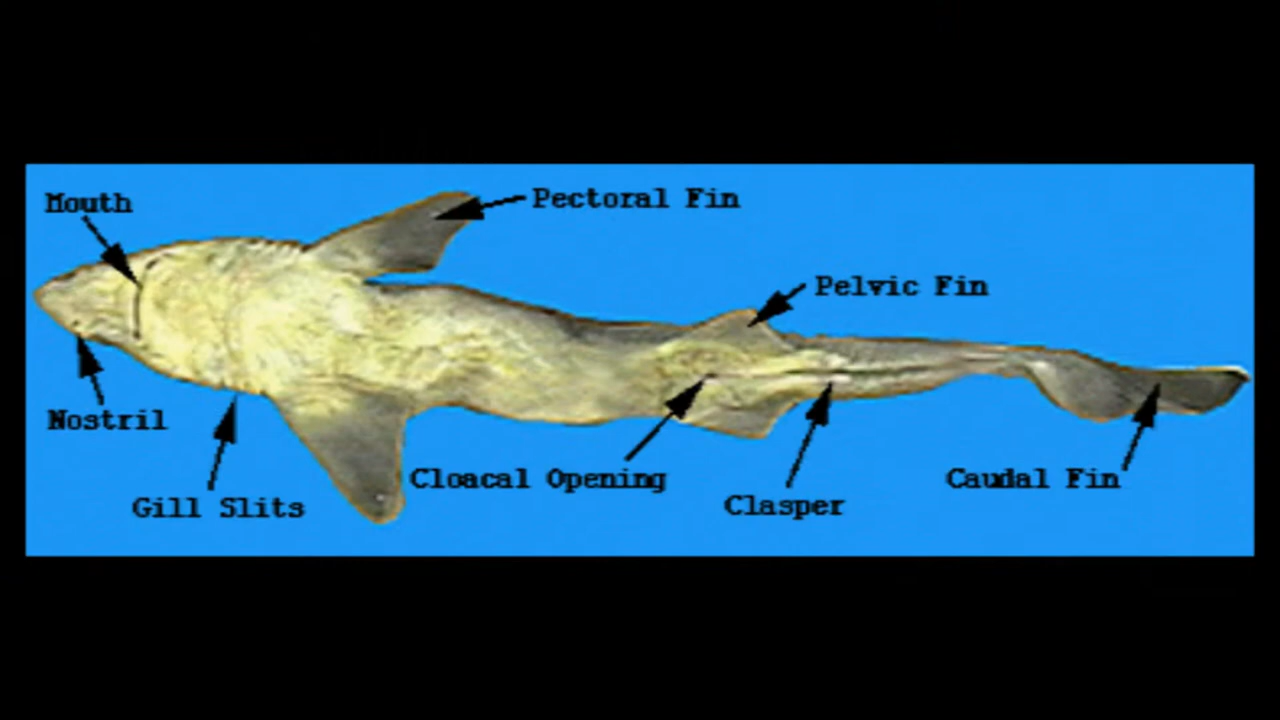 Mouth
Pectoral Fin
Pelvic Fin
Nostril
Gill Slits
Cloacal Opening
Clasper
Caudal Fin